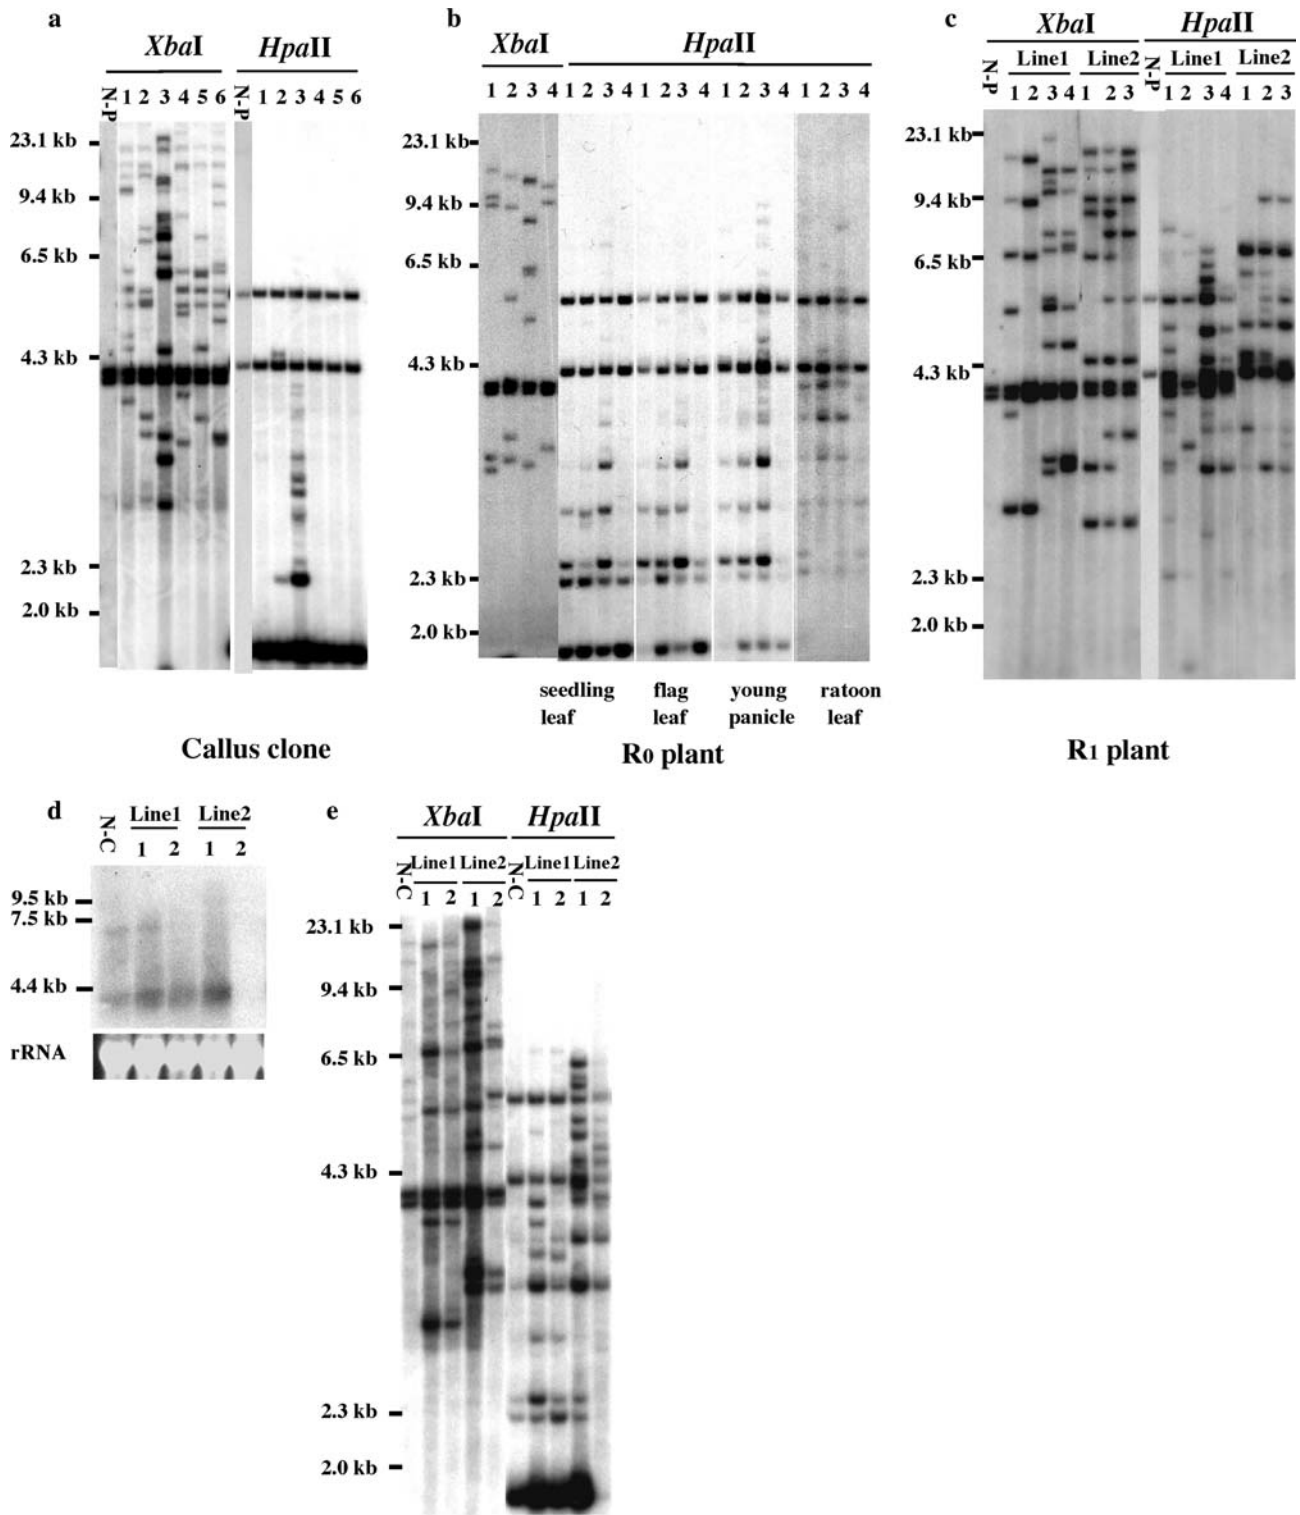 a
XbaI HpaII
N-P 1 2 3 4 5 6 N-P 1 2 3 4 5 6
23.1 kb
9.4 kb
6.5 kb
4.3 kb
2.3 kb
2.0 kb
Callus clone
b
XbaI HpaII
1 2 3 4 1 2 3 4 1 2 3 4 1 2 3 4 1 2 3 4
23.1 kb
9.4 kb
6.5 kb
4.3 kb
2.3 kb
2.0 kb
seedling leaf
flag leaf
young panicle
ratoon leaf
R0 plant
c
XbaI HpaII
N-P Line1 Line2 N-P Line1 Line2
1 2 3 4 1 2 3 1 2 3 4 1 2 3
23.1 kb
9.4 kb
6.5 kb
4.3 kb
2.3 kb
2.0 kb
R1 plant
d
N-C Line1 Line2
1 2 1 2
9.5 kb
7.5 kb
4.4 kb
rRNA
e
XbaI HpaII
N-C Line1 Line2 N-C Line1 Line2
1 2 1 2 1 2 1 2
23.1 kb
9.4 kb
6.5 kb
4.3 kb
2.3 kb
2.0 kb